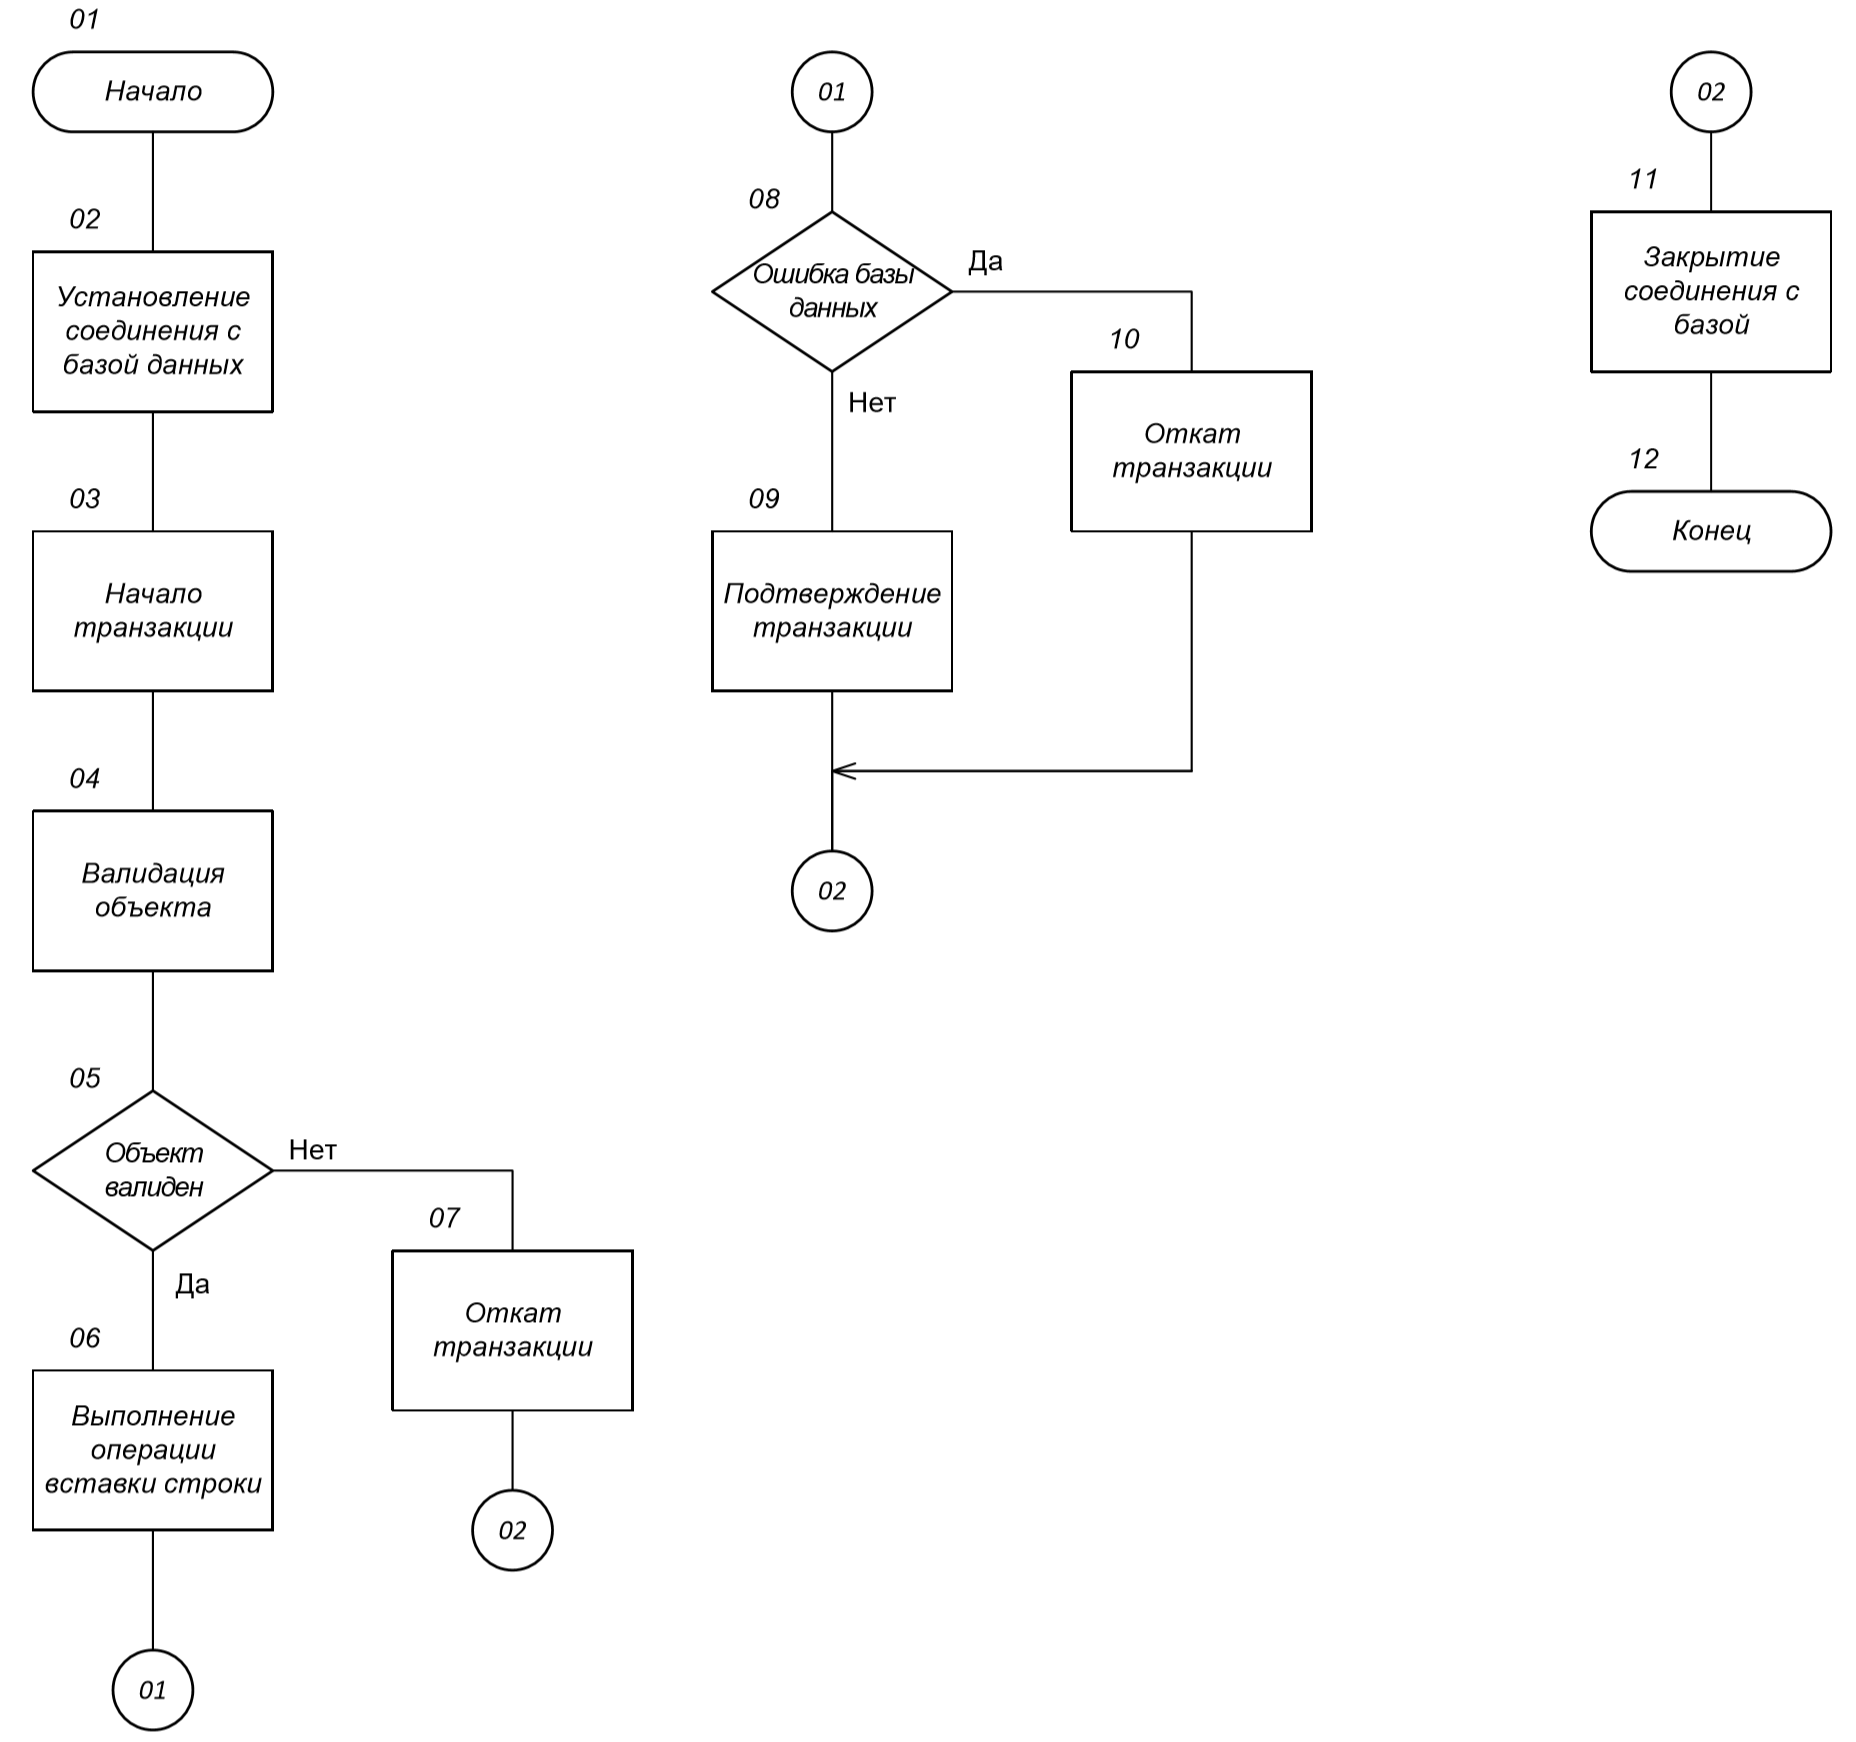 01
Начало
02
Установление
соединения с
базой данных
03
Начало
транзакции
04
Валидация
объекта
05
Объект
валиден
Нет
Да
07
Откат
транзакции
02
06
Выполнение
операции
вставки строки
01
01
08
Ошибка базы
данных
Да
Нет
10
Откат
транзакции
09
Подтверждение
транзакции
02
02
11
Закрытие
соединения с
базой
12
Конец